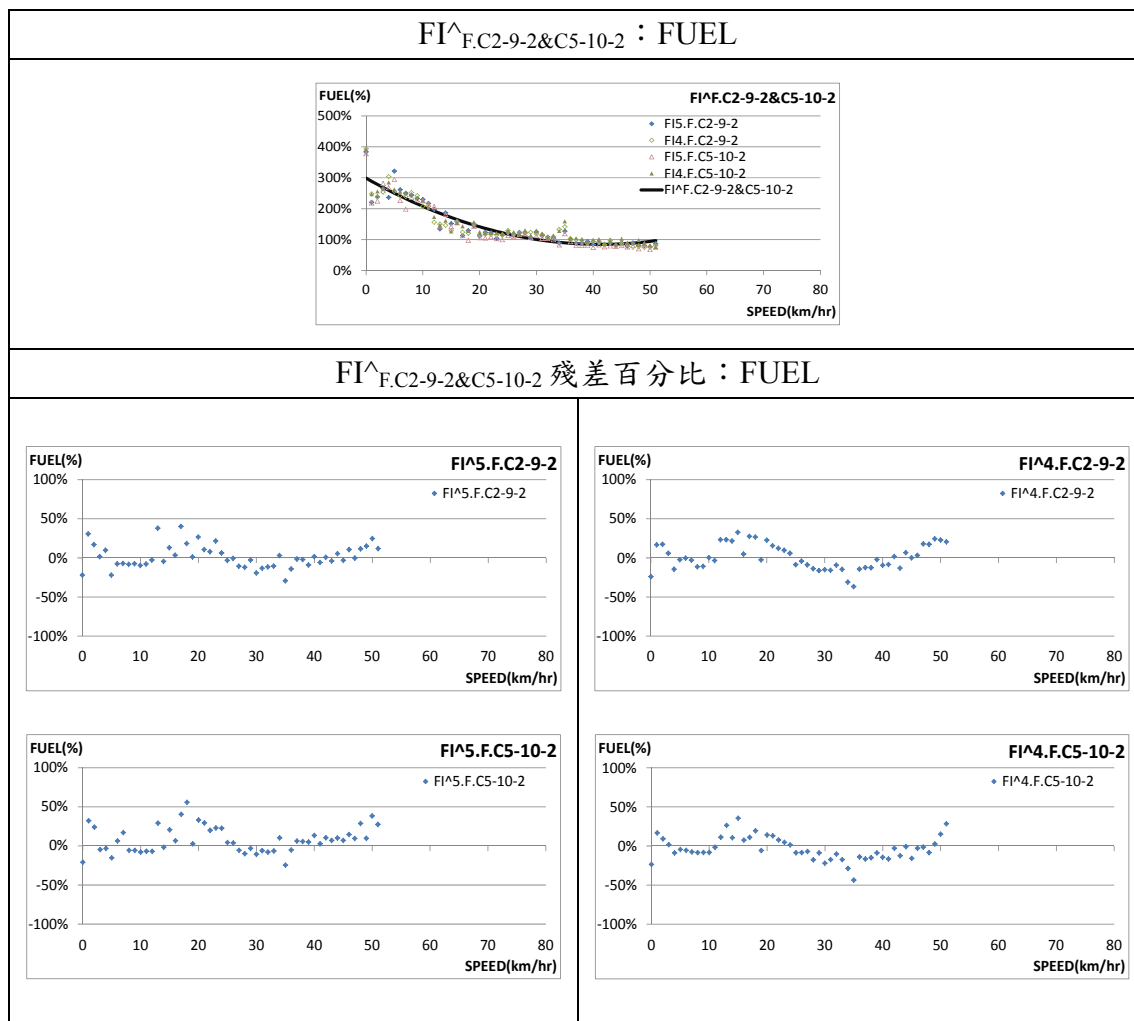 FI^F.C2-9-2&C5-10-2：FUEL
FUEL(%)
FI^F.C2-9-2&C5-10-2
500%
400%
300%
200%
100%
0%
FI5.F.C2-9-2
FI4.F.C2-9-2
FI5.F.C5-10-2
FI4.F.C5-10-2
FI^F.C2-9-2&C5-10-2
0 10 20 30 40 50 60 70 80
SPEED(km/hr)
FI^F.C2-9-2&C5-10-2 殘差百分比：FUEL
FUEL(%)
FI^5.F.C2-9-2
100%
50%
0%
-50%
-100%
FI^5.F.C2-9-2
0 10 20 30 40 50 60 70 80
SPEED(km/hr)
FUEL(%)
FI^4.F.C2-9-2
100%
50%
0%
-50%
-100%
FI^4.F.C2-9-2
0 10 20 30 40 50 60 70 80
SPEED(km/hr)
FUEL(%)
FI^5.F.C5-10-2
100%
50%
0%
-50%
-100%
FI^5.F.C5-10-2
0 10 20 30 40 50 60 70 80
SPEED(km/hr)
FUEL(%)
FI^4.F.C5-10-2
100%
50%
0%
-50%
-100%
FI^4.F.C5-10-2
0 10 20 30 40 50 60 70 80
SPEED(km/hr)